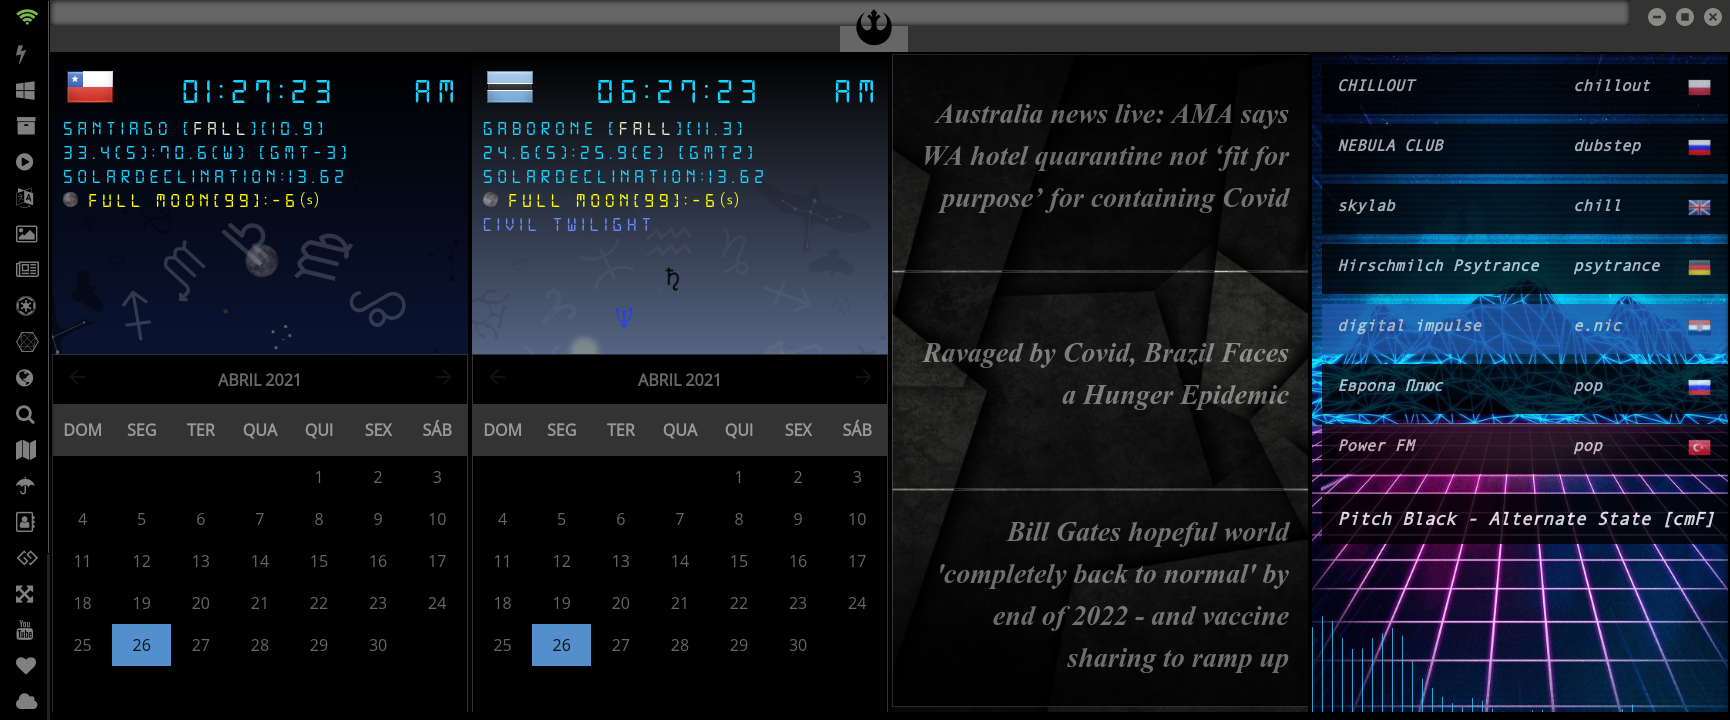 01:27:23 AM
SANTIAGO [FALL][10.9]
33.4(S):70.6(W) [GMT-3]
SOLARDECLINATION:13.62
FULL MOON[99]:-6(s)
ABRIL 2021
DOM SEG TER QUA QUI SEX SÁB
1 2 3
4 5 6 7 8 9 10
11 12 13 14 15 16 17
18 19 20 21 22 23 24
25 26 27 28 29 30
06:27:23 AM
GABORONE [FALL][11.3]
24.6(S):25.9(E) [GMT2]
SOLARDECLINATION:13.62
FULL MOON[99]:-6(s)
CIVIL TWILIGHT
ABRIL 2021
DOM SEG TER QUA QUI SEX SÁB
1 2 3
4 5 6 7 8 9 10
11 12 13 14 15 16 17
18 19 20 21 22 23 24
25 26 27 28 29 30
Australia news live: AMA says
WA hotel quarantine not ‘fit for
purpose’ for containing Covid
Ravaged by Covid, Brazil Faces
a Hunger Epidemic
Bill Gates hopeful world
'completely back to normal' by
end of 2022 - and vaccine
sharing to ramp up
CHILLOUT chillout
NEBULA CLUB dubstep
skylab chill
Hirschmilch Psytrance psytrance
digital impulse e.nic
Европа Плюс pop
Power FM pop
Pitch Black - Alternate State [cmF]
You
Tube